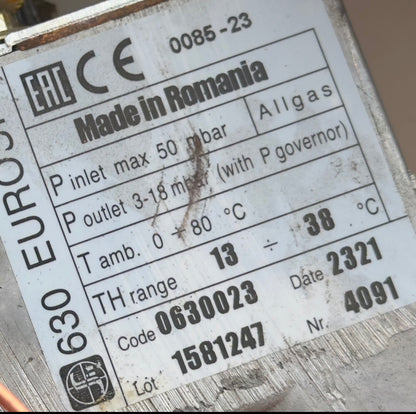 630 EUROSI
EAC CE 0085-23
Made in Romania
P inlet max 50 mbar Allgas
P outlet 3-18 mbar (with P governor)
T amb. 0 ÷ 80 °C
TH range 13 ÷ 38 .°C
Code 0630023 Date 2321
Lot 1581247 Nr. 4091